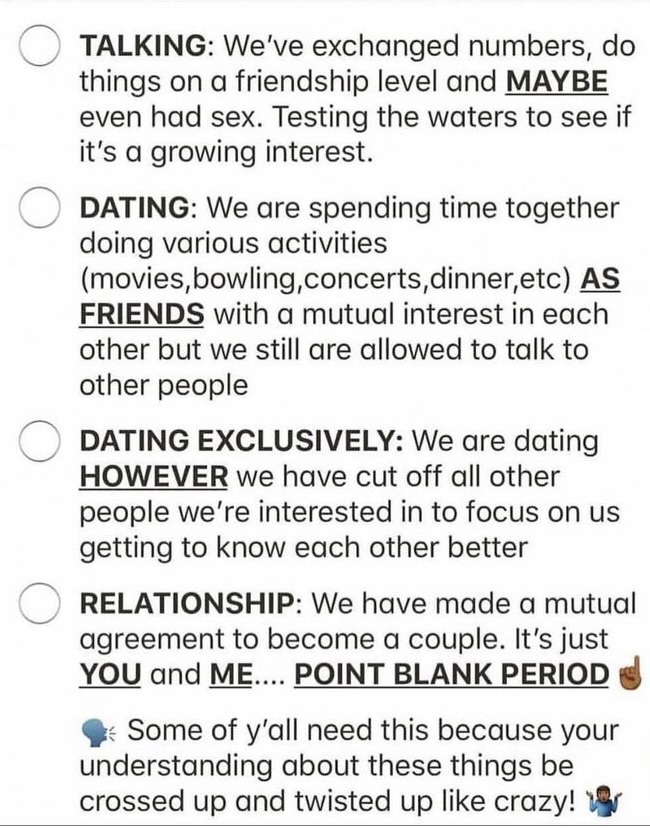 TALKING: We've exchanged numbers, do
things on a friendship level and MAYBE
even had sex. Testing the waters to see if
it's a growing interest.
DATING: We are spending time together
doing various activities
(movies,bowling,concerts,dinner,etc) AS
FRIENDS with a mutual interest in each
other but we still are allowed to talk to
other people
DATING EXCLUSIVELY: We are dating
HOWEVER we have cut off all other
people we're interested in to focus on us
getting to know each other better
RELATIONSHIP: We have made a mutual
agreement to become a couple. It's just
YOU and ME.... POINT BLANK PERIOD ☝🏾
🗣️ Some of y'all need this because your
understanding about these things be
crossed up and twisted up like crazy! 🤷🏾‍♂️